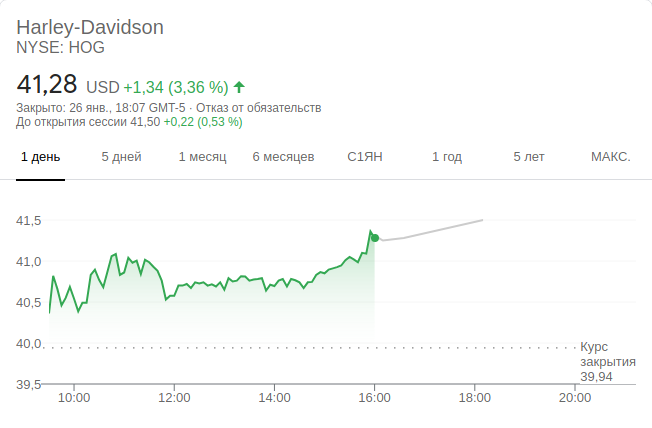 Harley-Davidson
NYSE: HOG
41,28 USD +1,34 (3,36 %)
Закрыто: 26 янв., 18:07 GMT-5 · Отказ от обязательств
До открытия сессии 41,50 +0,22 (0,53 %)
1 день 5 дней 1 месяц 6 месяцев С1ЯН 1 год 5 лет МАКС.
41,5
41,0
40,5
40,0
Курс
закрытия
39,94
39,5
10:00 12:00 14:00 16:00 18:00 20:00